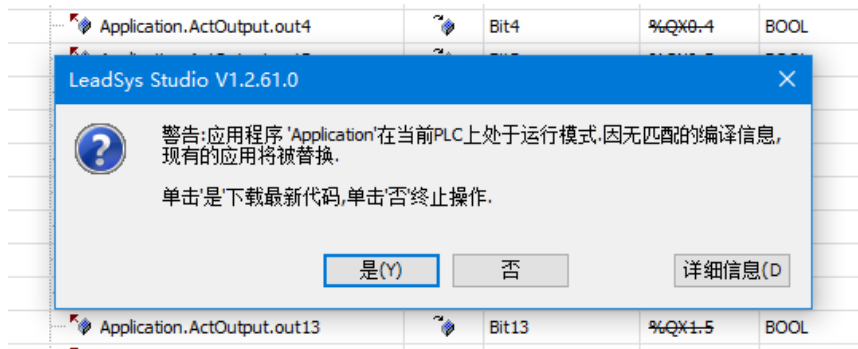 Application.ActOutput.out4 Bit4 %QX0.4 BOOL
LeadSys Studio V1.2.61.0
警告:应用程序 'Application'在当前PLC上处于运行模式.因无匹配的编译信息,
现有的应用将被替换.
单击'是'下载最新代码,单击'否'终止操作.
是(Y) 否 详细信息(D
Application.ActOutput.out13 Bit13 %QX1.5 BOOL